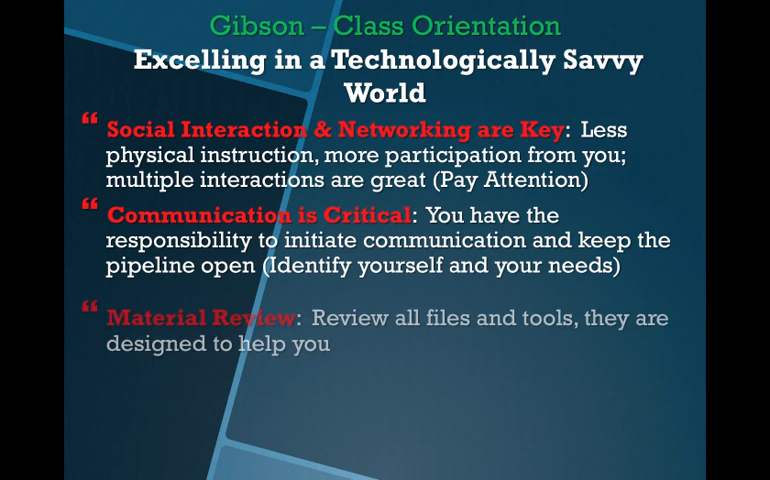 Gibson – Class Orientation
Excelling in a Technologically Savvy
World
“ Social Interaction & Networking are Key: Less
physical instruction, more participation from you;
multiple interactions are great (Pay Attention)
“ Communication is Critical: You have the
responsibility to initiate communication and keep the
pipeline open (Identify yourself and your needs)
“ Material Review: Review all files and tools, they are
designed to help you